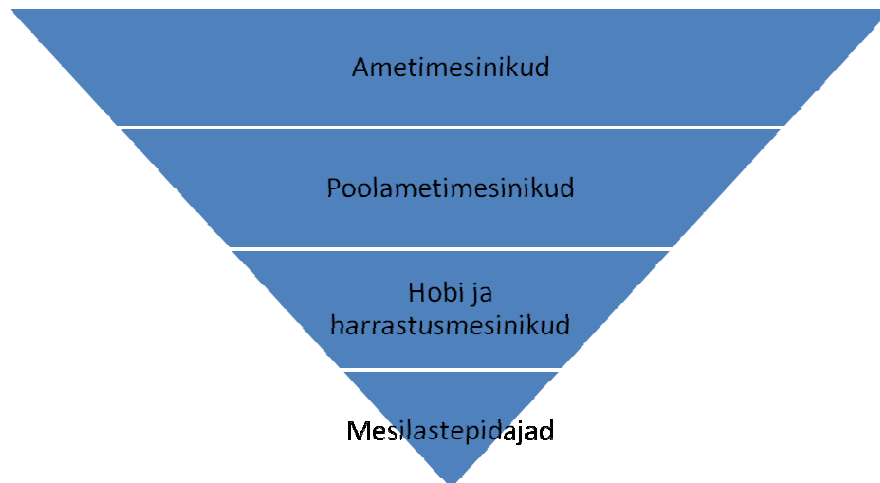 Ametimesinikud
Poolametimesinikud
Hobi ja
harrastusmesinikud
Mesilastepidajad